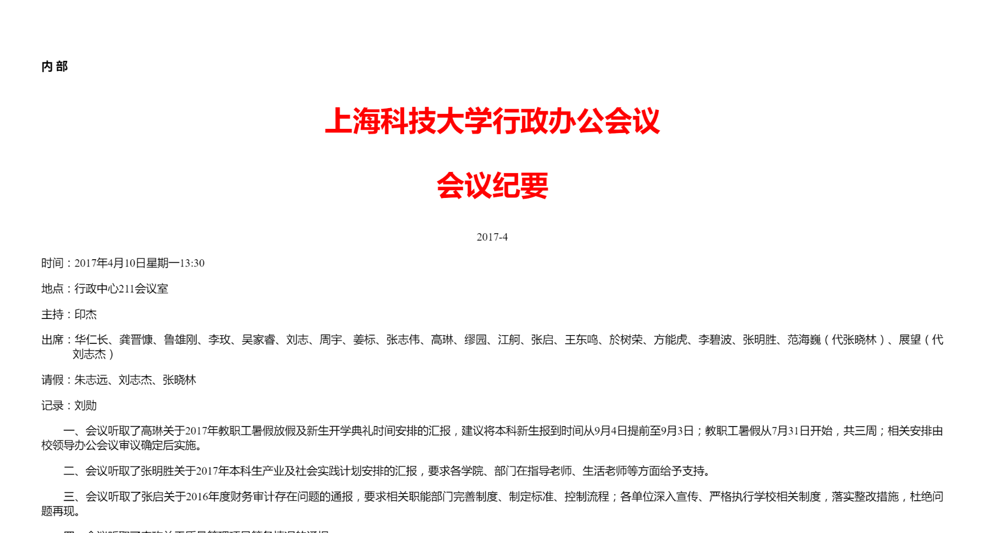 内 部
上海科技大学行政办公会议
会议纪要
2017-4
时间：2017年4月10日星期一13:30
地点：行政中心211会议室
主持：印杰
出席：华仁长、龚晋慷、鲁雄刚、李玫、吴家睿、刘志、周宇、姜标、张志伟、高琳、缪园、江舸、张启、王东鸣、於树荣、方能虎、李碧波、张明胜、范海巍（代张晓林）、展望（代
刘志杰）
请假：朱志远、刘志杰、张晓林
记录：刘勋
一、会议听取了高琳关于2017年教职工暑假放假及新生开学典礼时间安排的汇报，建议将本科新生报到时间从9月4日提前至9月3日；教职工暑假从7月31日开始，共三周；相关安排由
校领导办公会议审议确定后实施。
二、会议听取了张明胜关于2017年本科生产业及社会实践计划安排的汇报，要求各学院、部门在指导老师、生活老师等方面给予支持。
三、会议听取了张启关于2016年度财务审计存在问题的通报，要求相关职能部门完善制度、制定标准、控制流程；各单位深入宣传、严格执行学校相关制度，落实整改措施，杜绝问
题再现。